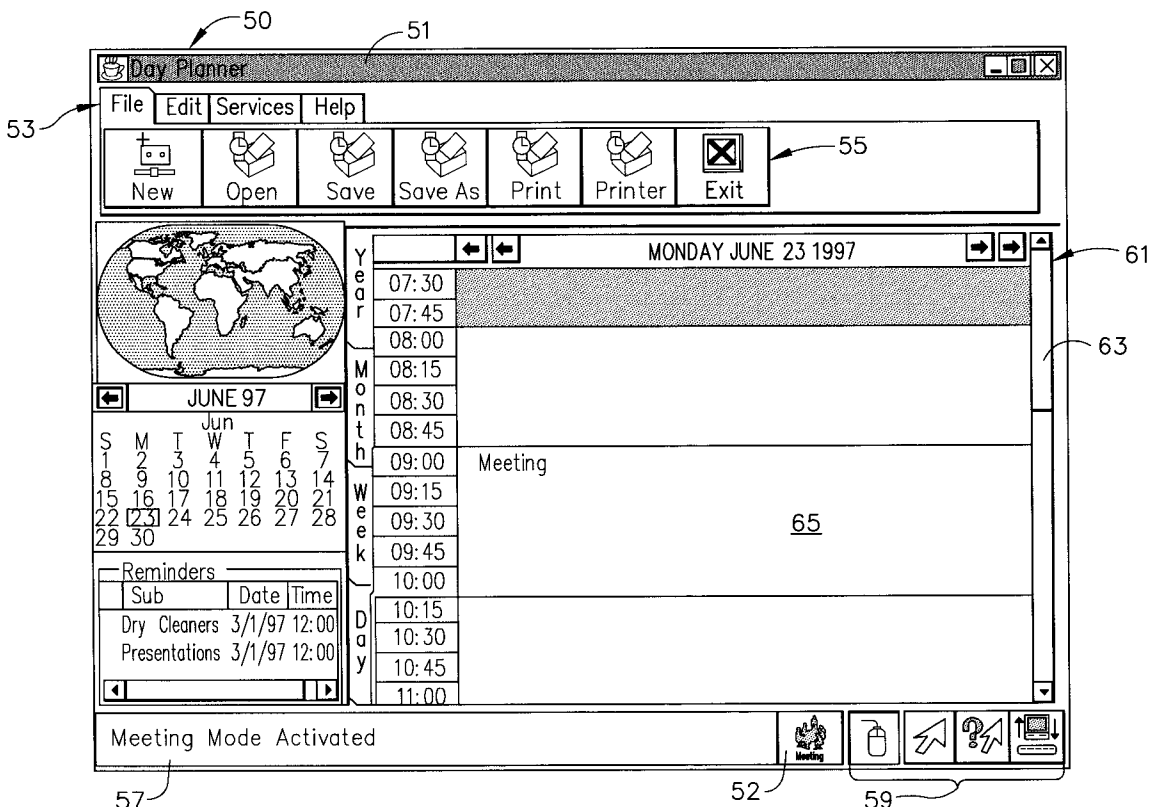 50
51
Day Planner
53
File Edit Services Help
New Open Save Save As Print Printer Exit
55
MONDAY JUNE 23 1997
61
63
Year
Month
Week
Day
07:30
07:45
08:00
08:15
08:30
08:45
09:00 Meeting
09:15
09:30
65
09:45
10:00
10:15
10:30
10:45
11:00
JUNE 97
Jun
S M T W T F S
1 2 3 4 5 6 7
8 9 10 11 12 13 14
15 16 17 18 19 20 21
22 23 24 25 26 27 28
29 30
Reminders
Sub Date Time
Dry Cleaners 3/1/97 12:00
Presentations 3/1/97 12:00
Meeting Mode Activated
Meeting
57
52
59